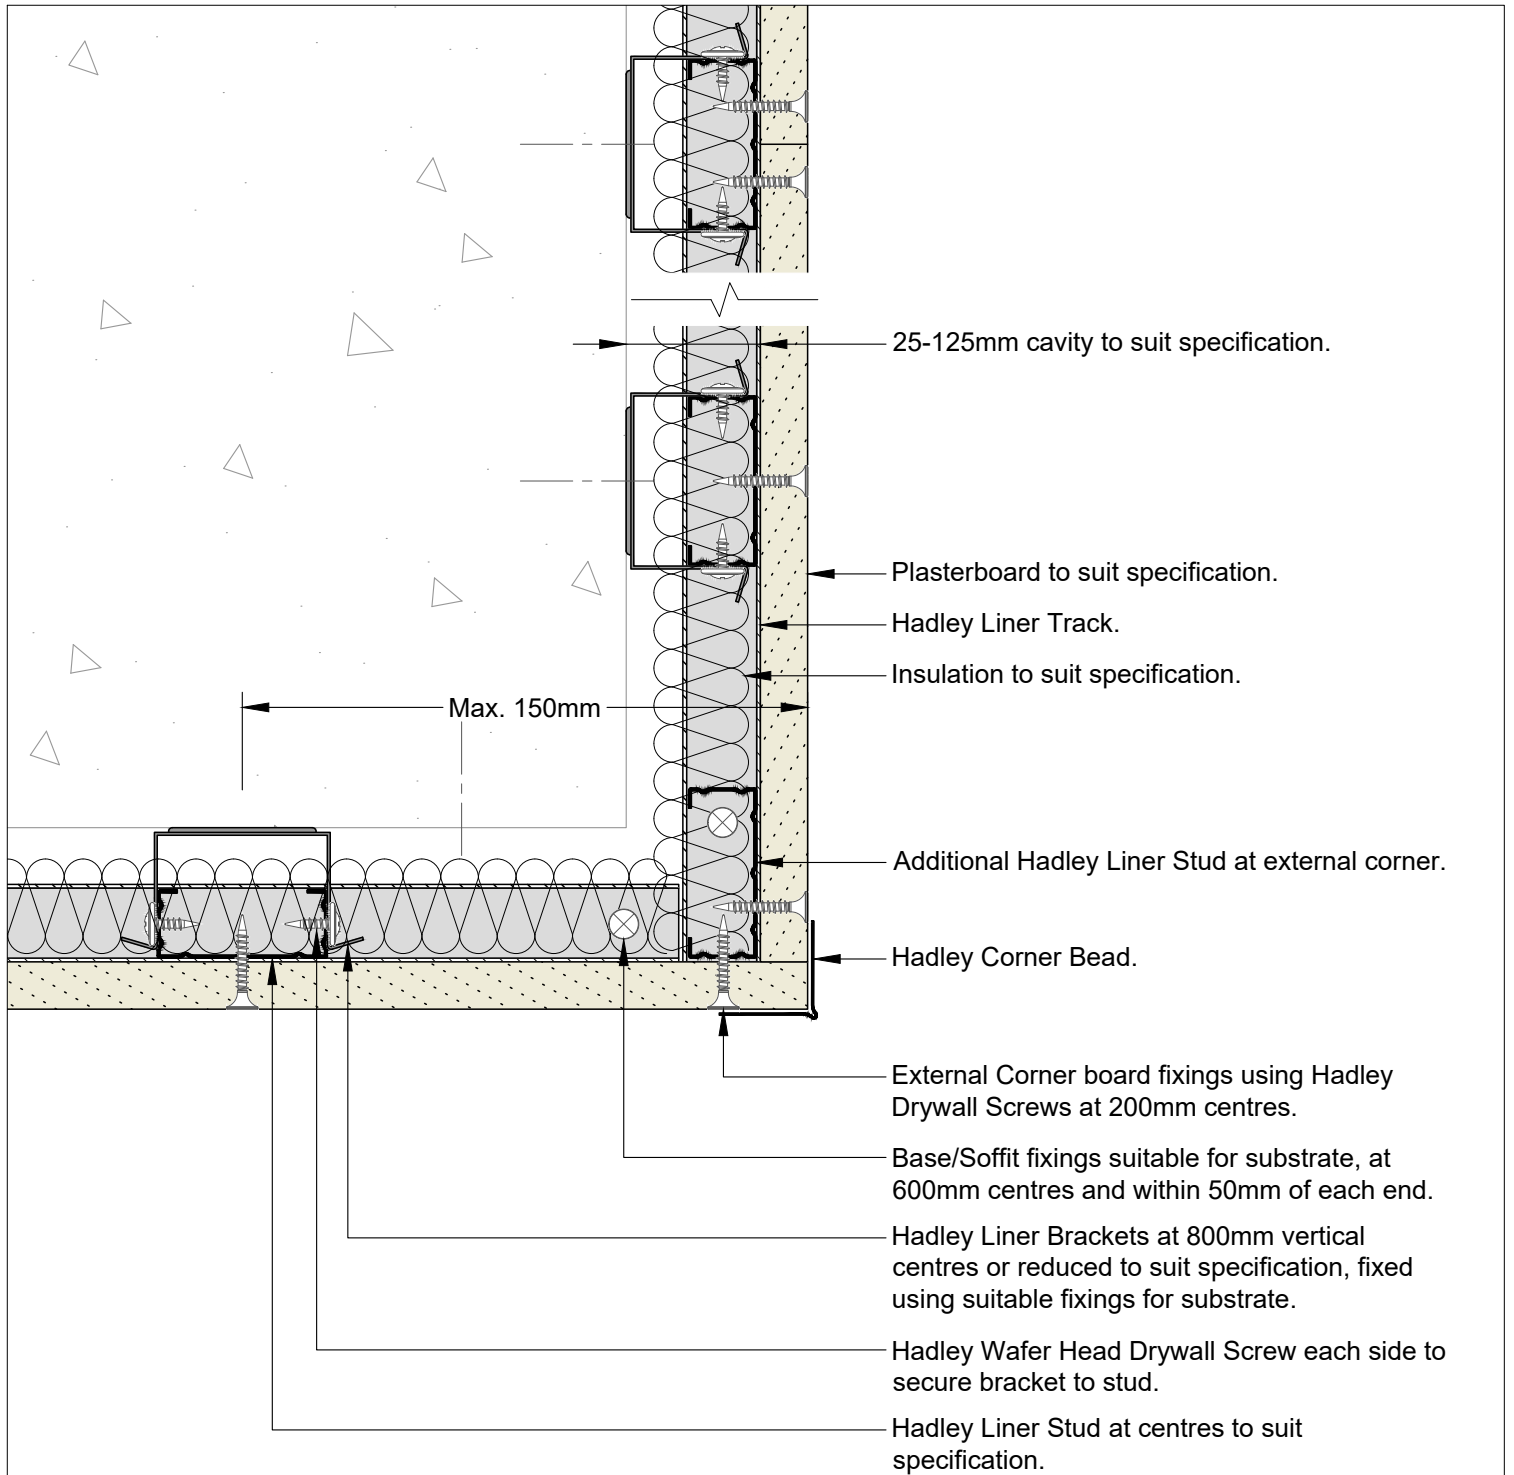 25-125mm cavity to suit specification.
Plasterboard to suit specification.
Hadley Liner Track.
Insulation to suit specification.
Max. 150mm
Additional Hadley Liner Stud at external corner.
Hadley Corner Bead.
External Corner board fixings using Hadley
Drywall Screws at 200mm centres.
Base/Soffit fixings suitable for substrate, at
600mm centres and within 50mm of each end.
Hadley Liner Brackets at 800mm vertical
centres or reduced to suit specification, fixed
using suitable fixings for substrate.
Hadley Wafer Head Drywall Screw each side to
secure bracket to stud.
Hadley Liner Stud at centres to suit
specification.